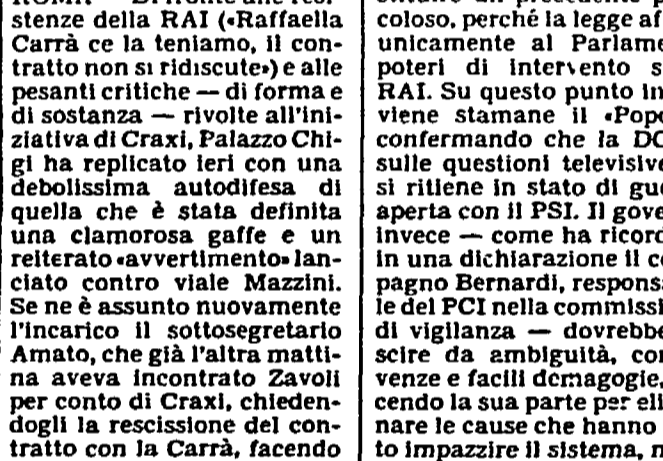 ROMA — Di fronte alle resi-
stenze della RAI («Raffaella
Carrà ce la teniamo, il con-
tratto non si ridiscute») e alle
pesanti critiche — di forma e
di sostanza — rivolte all'ini-
ziativa di Craxi, Palazzo Chi-
gi ha replicato ieri con una
debolissima autodifesa di
quella che è stata definita
una clamorosa gaffe e un
reiterato «avvertimento» lan-
ciato contro viale Mazzini.
Se ne è assunto nuovamente
l'incarico il sottosegretario
Amato, che già l'altra matti-
na aveva incontrato Zavoli
per conto di Craxi, chieden-
dogli la rescissione del con-
tratto con la Carrà, facendo
coloso, perché la legge af
unicamente al Parlame
poteri di intervento s
RAI. Su questo punto in
viene stamane il «Pope
confermando che la DC
sulle questioni televisive
si ritiene in stato di gue
aperta con il PSI. Il gove
invece — come ha ricord
in una dichiarazione il co
pagno Bernardi, responsa
le del PCI nella commissi
di vigilanza — dovrebbe
scire da ambiguità, con
venze e facili demagogie,
cendo la sua parte per eli
nare le cause che hanno
to impazzire il sistema, n